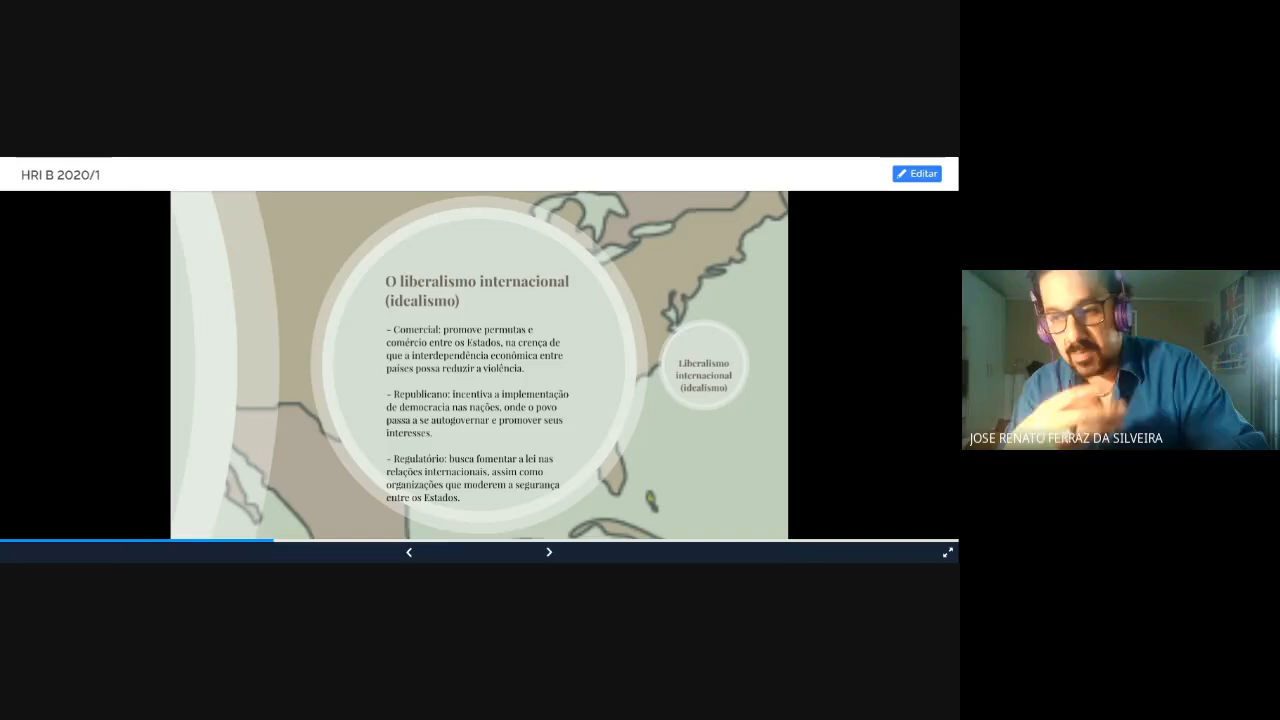 HRI B 2020/1
Editar
O liberalismo internacional
(idealismo)
- Comercial: promove permutas e
comércio entre os Estados, na crença de
que a interdependência econômica entre
países possa reduzir a violência.
- Republicano: incentiva a implementação
de democracia nas nações, onde o povo
passa a se autogovernar e promover seus
interesses.
- Regulatório: busca fomentar a lei nas
relações internacionais, assim como
organizações que moderem a segurança
entre os Estados.
Liberalismo
internacional
(idealismo)
JOSE RENATO FERRAZ DA SILVEIRA